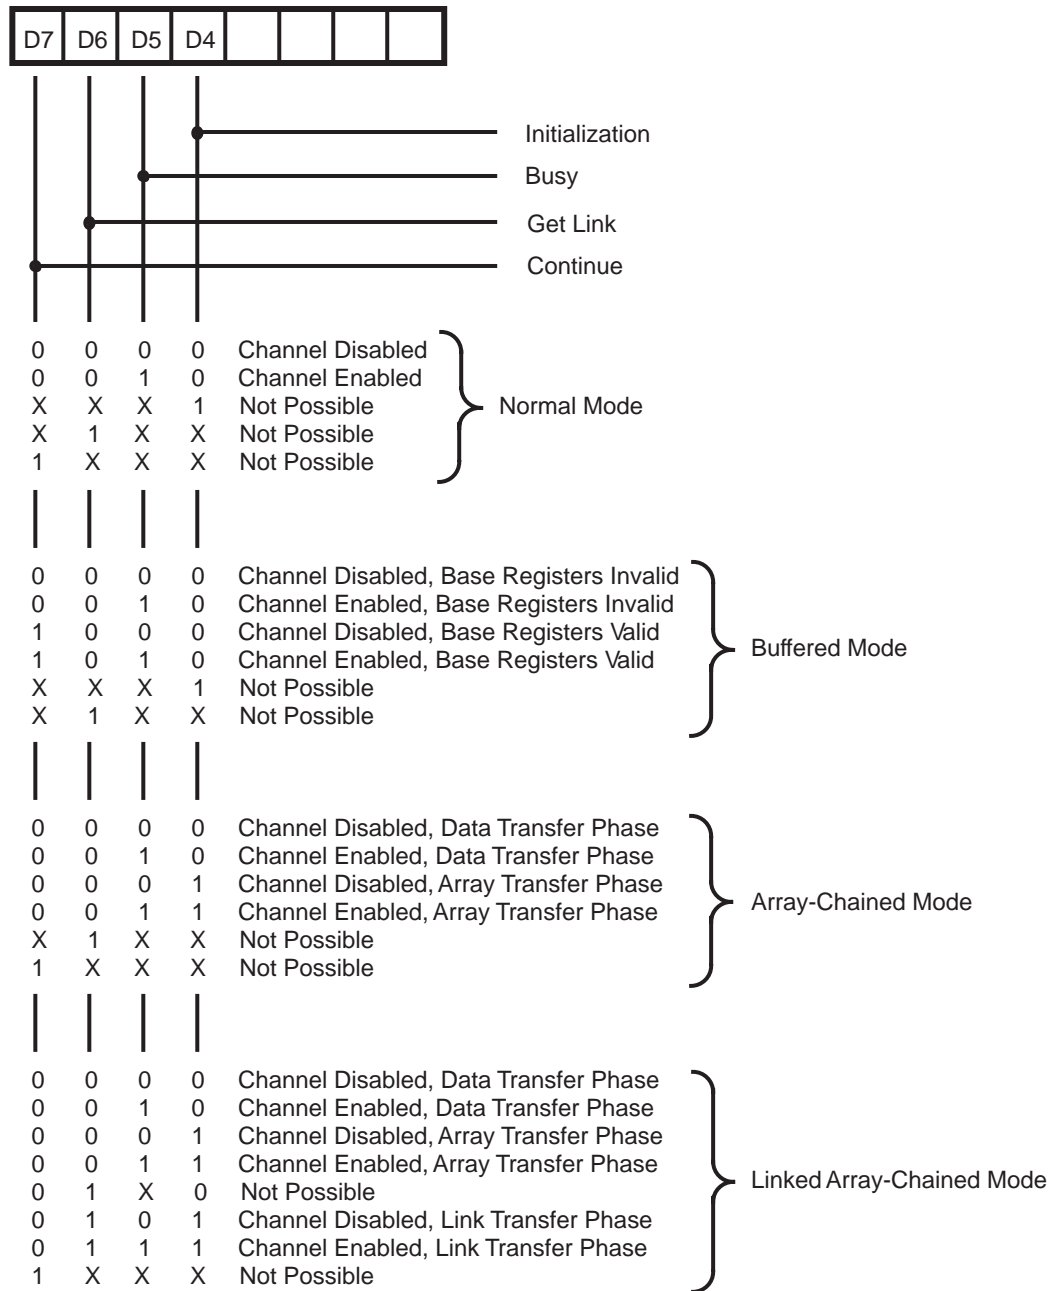 D7 D6 D5 D4
Initialization
Busy
Get Link
Continue
0 0 0 0 Channel Disabled
0 0 1 0 Channel Enabled
X X X 1 Not Possible
X 1 X X Not Possible
1 X X X Not Possible
Normal Mode
0 0 0 0 Channel Disabled, Base Registers Invalid
0 0 1 0 Channel Enabled, Base Registers Invalid
1 0 0 0 Channel Disabled, Base Registers Valid
1 0 1 0 Channel Enabled, Base Registers Valid
X X X 1 Not Possible
X 1 X X Not Possible
Buffered Mode
0 0 0 0 Channel Disabled, Data Transfer Phase
0 0 1 0 Channel Enabled, Data Transfer Phase
0 0 0 1 Channel Disabled, Array Transfer Phase
0 0 1 1 Channel Enabled, Array Transfer Phase
X 1 X X Not Possible
1 X X X Not Possible
Array-Chained Mode
0 0 0 0 Channel Disabled, Data Transfer Phase
0 0 1 0 Channel Enabled, Data Transfer Phase
0 0 0 1 Channel Disabled, Array Transfer Phase
0 0 1 1 Channel Enabled, Array Transfer Phase
0 1 X 0 Not Possible
0 1 0 1 Channel Disabled, Link Transfer Phase
0 1 1 1 Channel Enabled, Link Transfer Phase
1 X X X Not Possible
Linked Array-Chained Mode